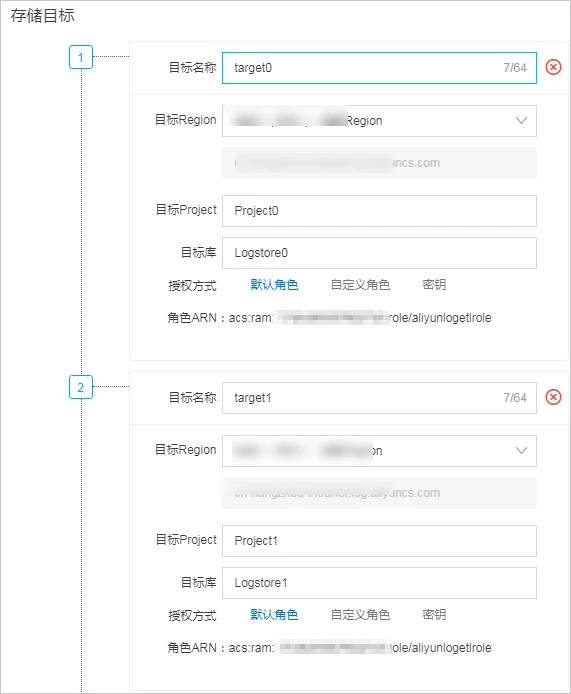 存储目标
1
目标名称 target0 7/64
目标Region Region
uncs.com
目标Project Project0
目标库 Logstore0
授权方式 默认角色 自定义角色 密钥
角色ARN：acs:ram: role/aliyunlogetlrole
2
目标名称 target1 7/64
目标Region on
aliyuncs.com
目标Project Project1
目标库 Logstore1
授权方式 默认角色 自定义角色 密钥
角色ARN：acs:ram: role/aliyunlogetlrole